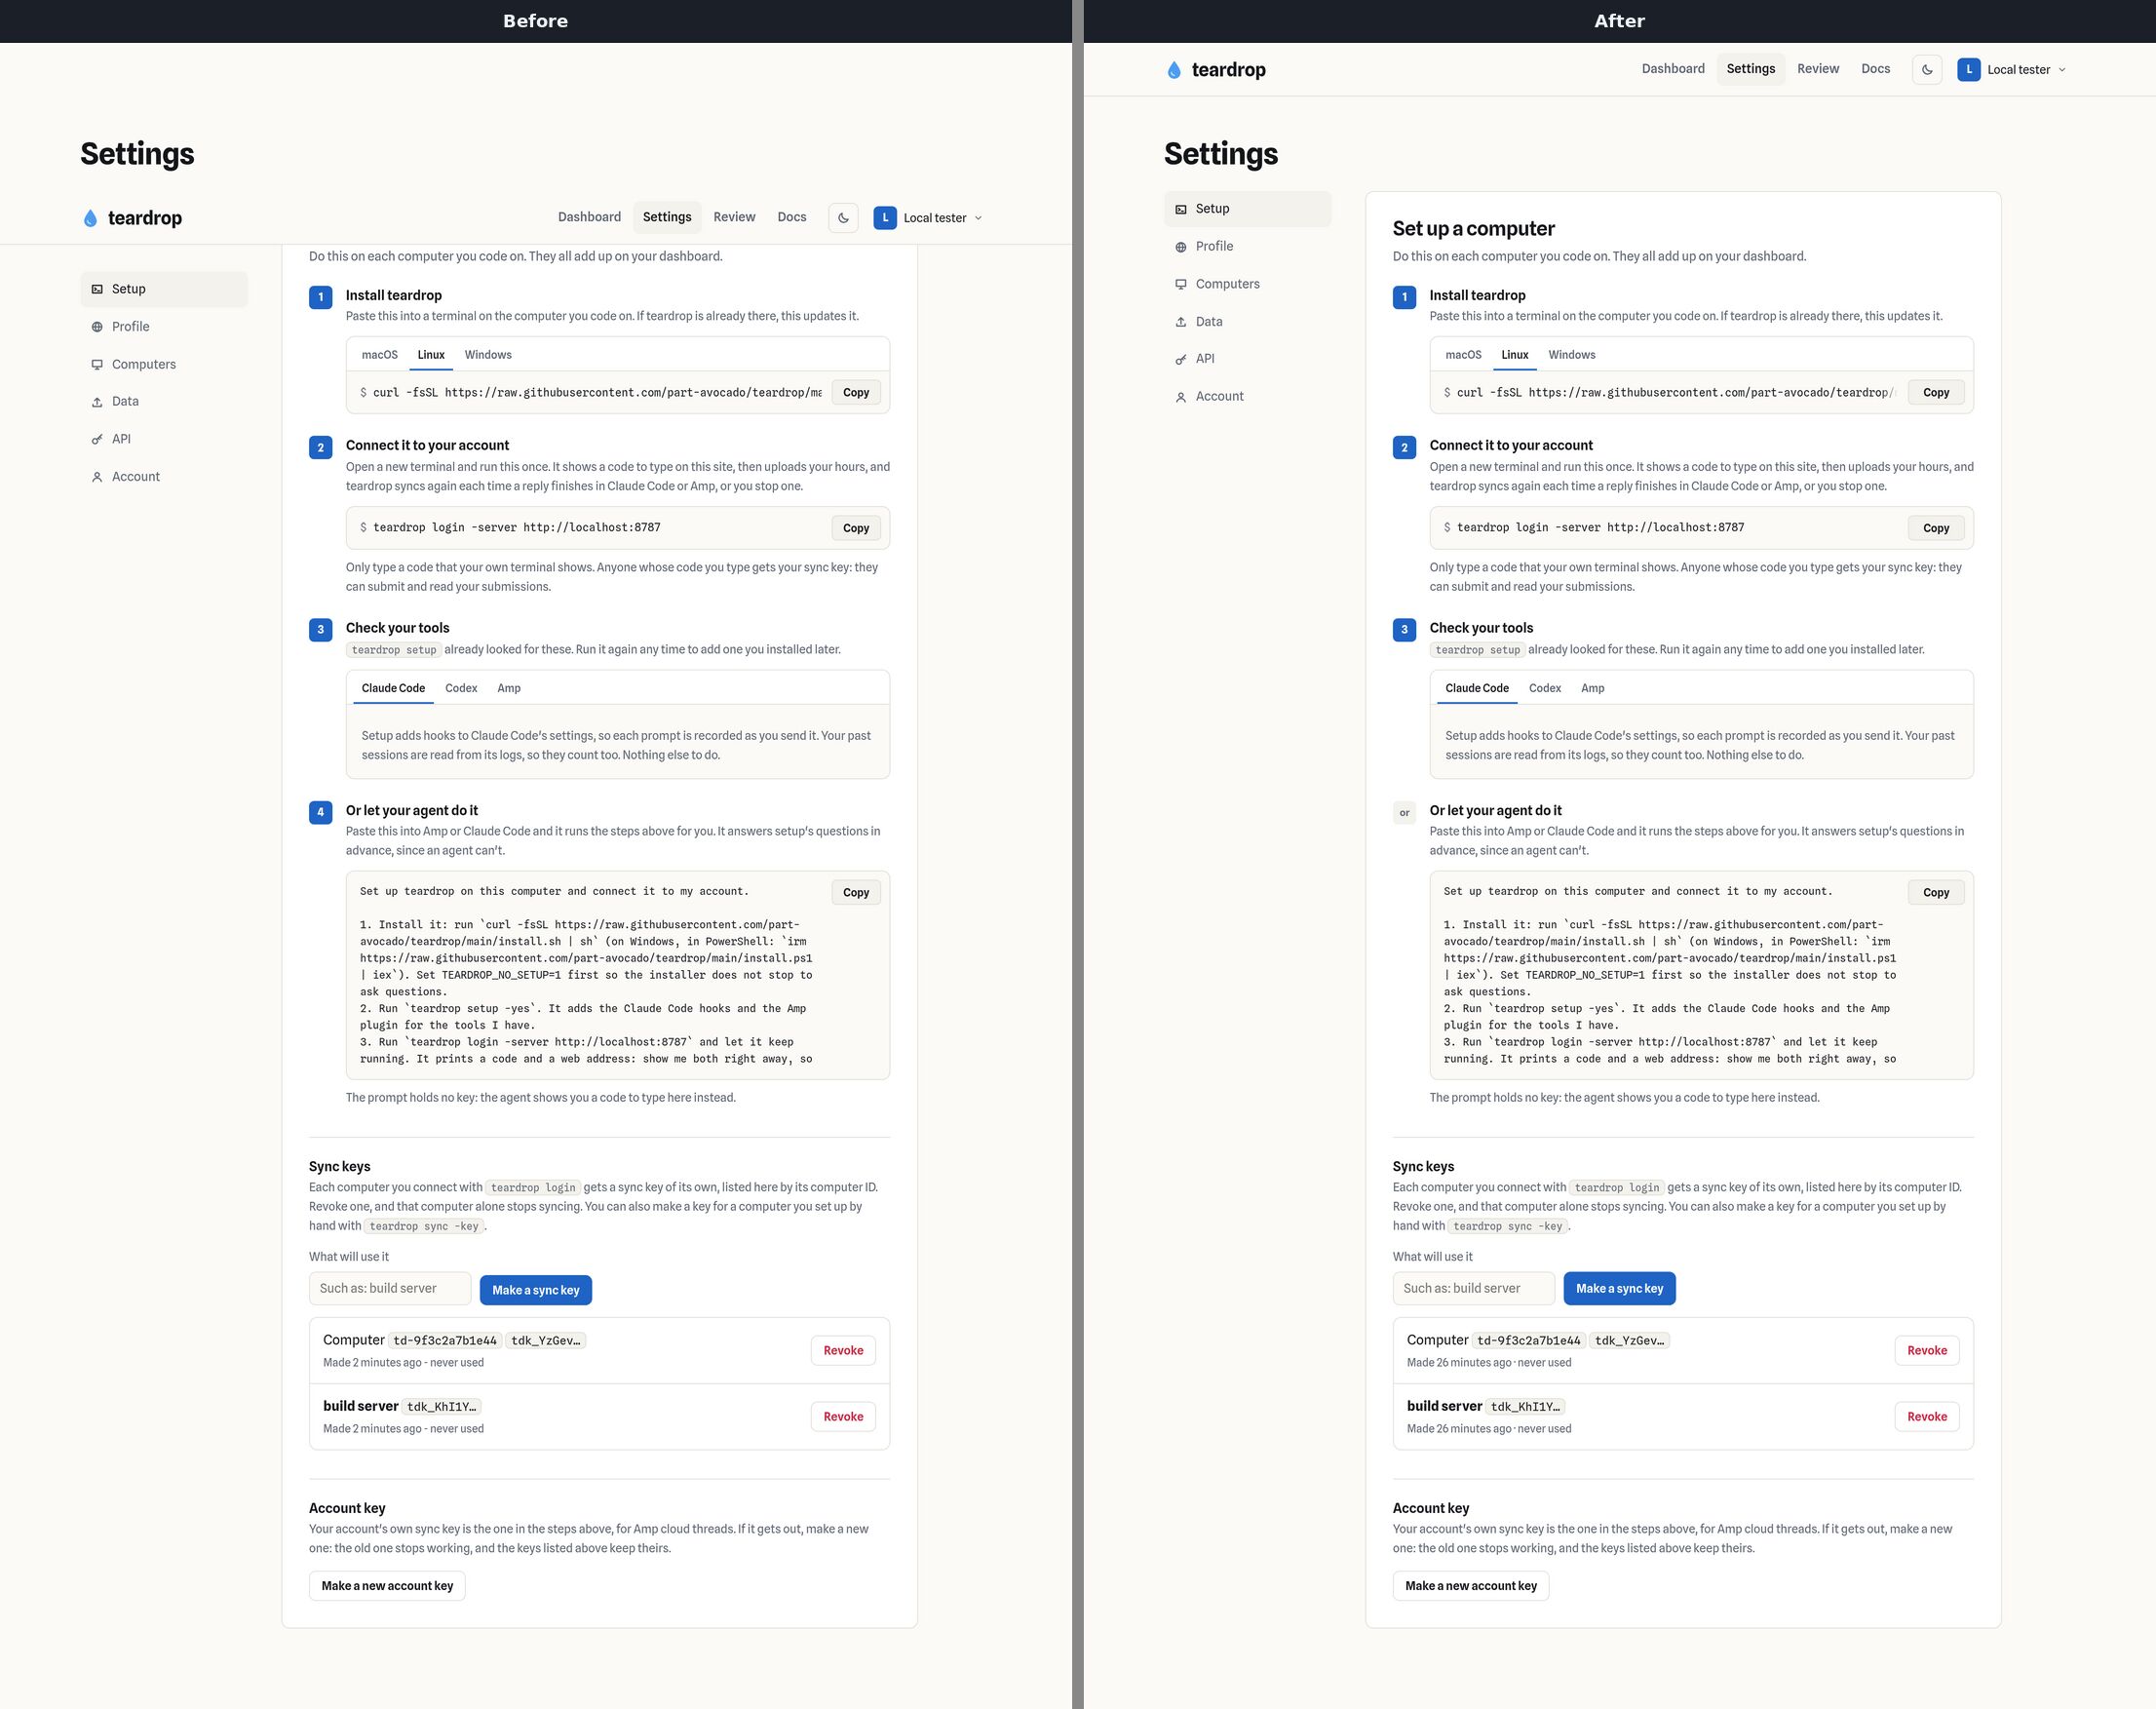 Before
Settings
teardrop
Dashboard Settings Review Docs L Local tester
Do this on each computer you code on. They all add up on your dashboard.
Setup
Profile
Computers
Data
API
Account
1 Install teardrop
Paste this into a terminal on the computer you code on. If teardrop is already there, this updates it.
macOS Linux Windows
$ curl -fsSL https://raw.githubusercontent.com/part-avocado/teardrop/ma Copy
2 Connect it to your account
Open a new terminal and run this once. It shows a code to type on this site, then uploads your hours, and
teardrop syncs again each time a reply finishes in Claude Code or Amp, or you stop one.
$ teardrop login -server http://localhost:8787 Copy
Only type a code that your own terminal shows. Anyone whose code you type gets your sync key: they
can submit and read your submissions.
3 Check your tools
teardrop setup already looked for these. Run it again any time to add one you installed later.
Claude Code Codex Amp
Setup adds hooks to Claude Code's settings, so each prompt is recorded as you send it. Your past
sessions are read from its logs, so they count too. Nothing else to do.
4 Or let your agent do it
Paste this into Amp or Claude Code and it runs the steps above for you. It answers setup's questions in
advance, since an agent can't.
Set up teardrop on this computer and connect it to my account. Copy
1. Install it: run `curl -fsSL https://raw.githubusercontent.com/part-
avocado/teardrop/main/install.sh | sh` (on Windows, in PowerShell: `irm
https://raw.githubusercontent.com/part-avocado/teardrop/main/install.ps1
| iex`). Set TEARDROP_NO_SETUP=1 first so the installer does not stop to
ask questions.
2. Run `teardrop setup -yes`. It adds the Claude Code hooks and the Amp
plugin for the tools I have.
3. Run `teardrop login -server http://localhost:8787` and let it keep
running. It prints a code and a web address: show me both right away, so
The prompt holds no key: the agent shows you a code to type here instead.
Sync keys
Each computer you connect with teardrop login gets a sync key of its own, listed here by its computer ID.
Revoke one, and that computer alone stops syncing. You can also make a key for a computer you set up by
hand with teardrop sync -key.
What will use it
Such as: build server Make a sync key
Computer td-9f3c2a7b1e44 tdk_YzGev…
Made 2 minutes ago - never used
Revoke
build server tdk_KhI1Y…
Made 2 minutes ago - never used
Revoke
Account key
Your account's own sync key is the one in the steps above, for Amp cloud threads. If it gets out, make a new
one: the old one stops working, and the keys listed above keep theirs.
Make a new account key
After
teardrop
Dashboard Settings Review Docs L Local tester
Settings
Setup
Profile
Computers
Data
API
Account
Set up a computer
Do this on each computer you code on. They all add up on your dashboard.
1 Install teardrop
Paste this into a terminal on the computer you code on. If teardrop is already there, this updates it.
macOS Linux Windows
$ curl -fsSL https://raw.githubusercontent.com/part-avocado/teardrop/ Copy
2 Connect it to your account
Open a new terminal and run this once. It shows a code to type on this site, then uploads your hours, and
teardrop syncs again each time a reply finishes in Claude Code or Amp, or you stop one.
$ teardrop login -server http://localhost:8787 Copy
Only type a code that your own terminal shows. Anyone whose code you type gets your sync key: they
can submit and read your submissions.
3 Check your tools
teardrop setup already looked for these. Run it again any time to add one you installed later.
Claude Code Codex Amp
Setup adds hooks to Claude Code's settings, so each prompt is recorded as you send it. Your past
sessions are read from its logs, so they count too. Nothing else to do.
or Or let your agent do it
Paste this into Amp or Claude Code and it runs the steps above for you. It answers setup's questions in
advance, since an agent can't.
Set up teardrop on this computer and connect it to my account. Copy
1. Install it: run `curl -fsSL https://raw.githubusercontent.com/part-
avocado/teardrop/main/install.sh | sh` (on Windows, in PowerShell: `irm
https://raw.githubusercontent.com/part-avocado/teardrop/main/install.ps1
| iex`). Set TEARDROP_NO_SETUP=1 first so the installer does not stop to
ask questions.
2. Run `teardrop setup -yes`. It adds the Claude Code hooks and the Amp
plugin for the tools I have.
3. Run `teardrop login -server http://localhost:8787` and let it keep
running. It prints a code and a web address: show me both right away, so
The prompt holds no key: the agent shows you a code to type here instead.
Sync keys
Each computer you connect with teardrop login gets a sync key of its own, listed here by its computer ID.
Revoke one, and that computer alone stops syncing. You can also make a key for a computer you set up by
hand with teardrop sync -key.
What will use it
Such as: build server Make a sync key
Computer td-9f3c2a7b1e44 tdk_YzGev…
Made 26 minutes ago · never used
Revoke
build server tdk_KhI1Y…
Made 26 minutes ago · never used
Revoke
Account key
Your account's own sync key is the one in the steps above, for Amp cloud threads. If it gets out, make a new
one: the old one stops working, and the keys listed above keep theirs.
Make a new account key